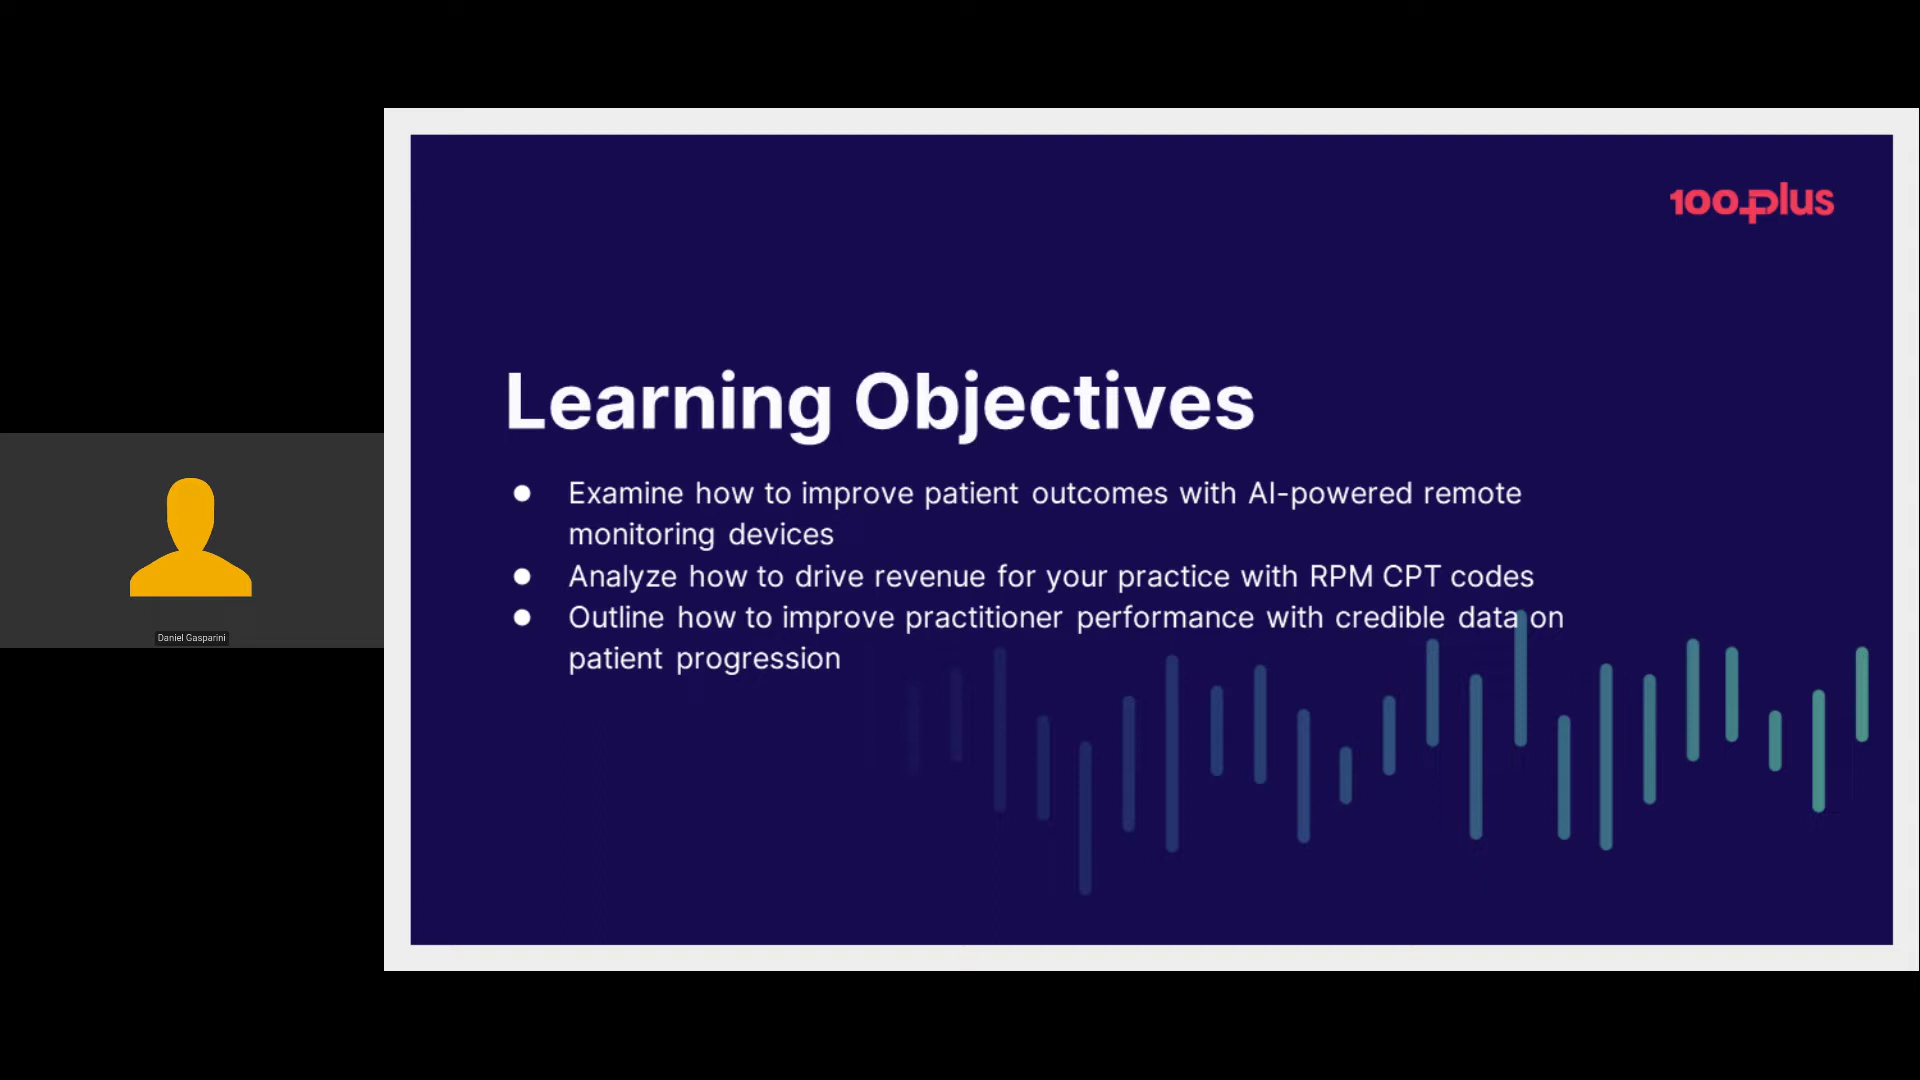 100plus
Learning Objectives
● Examine how to improve patient outcomes with AI-powered remote
monitoring devices
● Analyze how to drive revenue for your practice with RPM CPT codes
● Outline how to improve practitioner performance with credible data on
patient progression
Daniel Gasparini